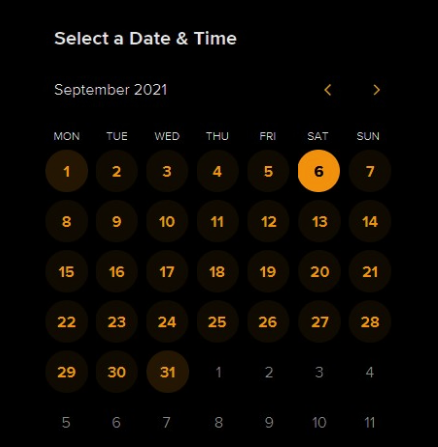 Select a Date & Time
September 2021
MON TUE WED THU FRI SAT SUN
1 2 3 4 5 6 7
8 9 10 11 12 13 14
15 16 17 18 19 20 21
22 23 24 25 26 27 28
29 30 31 1 2 3 4
5 6 7 8 9 10 11